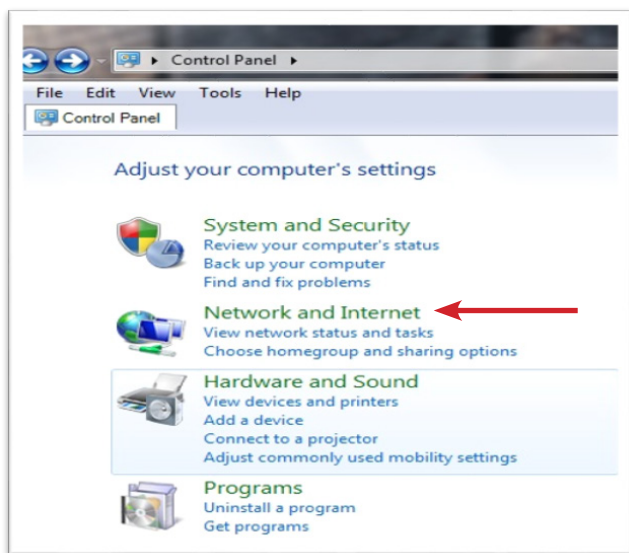 Control Panel
File Edit View Tools Help
Control Panel
Adjust your computer's settings
System and Security
Review your computer's status
Back up your computer
Find and fix problems
Network and Internet
View network status and tasks
Choose homegroup and sharing options
Hardware and Sound
View devices and printers
Add a device
Connect to a projector
Adjust commonly used mobility settings
Programs
Uninstall a program
Get programs